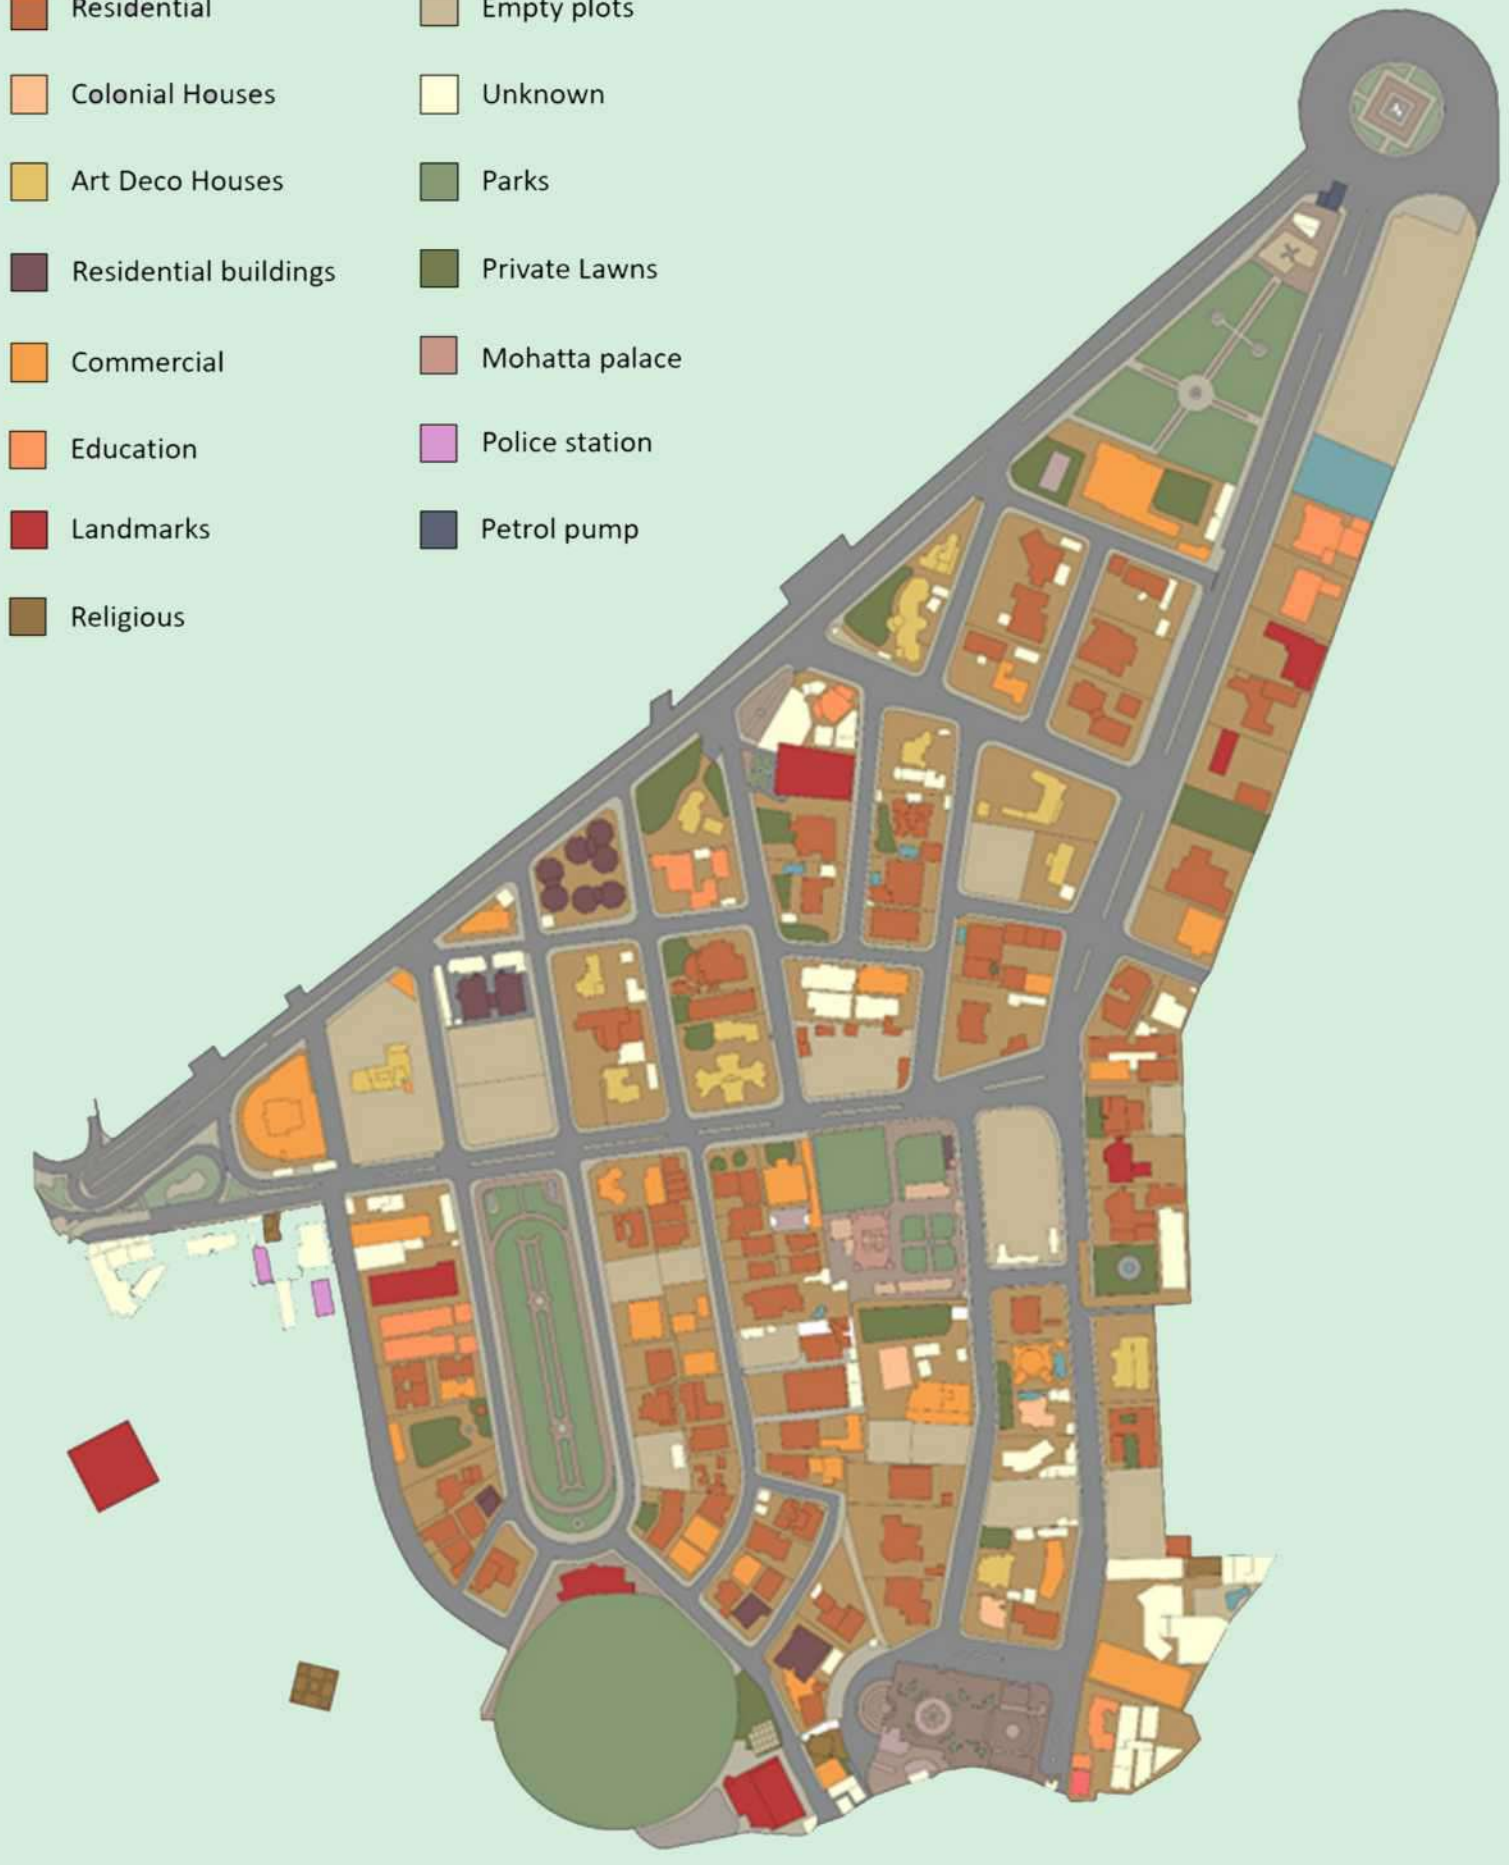 Residential
Empty plots
Colonial Houses
Unknown
Art Deco Houses
Parks
Residential buildings
Private Lawns
Commercial
Mohatta palace
Education
Police station
Landmarks
Petrol pump
Religious